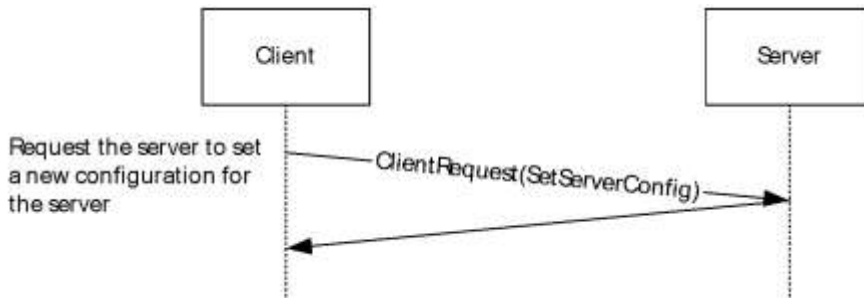 Client
Server
Request the server to set
a new configuration for
the server
ClientRequest(SetServerConfig)